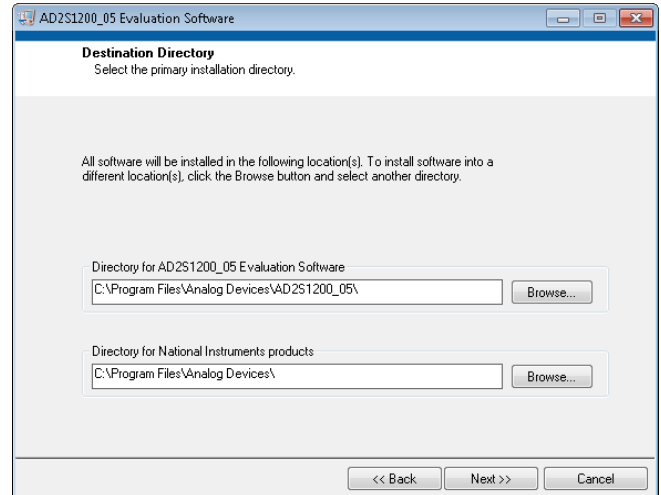 AD2S1200_05 Evaluation Software
Destination Directory
Select the primary installation directory.
All software will be installed in the following location(s). To install software into a
different location(s), click the Browse button and select another directory.
Directory for AD2S1200_05 Evaluation Software
C:\Program Files\Analog Devices\AD2S1200_05\
Browse...
Directory for National Instruments products
C:\Program Files\Analog Devices\
Browse...
<< Back
Next >>
Cancel